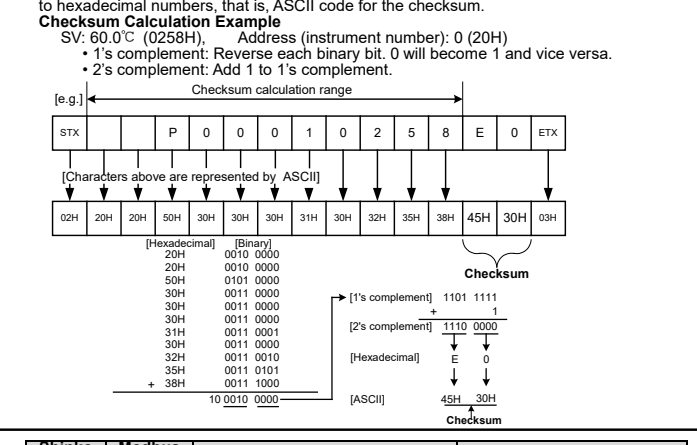 to hexadecimal numbers, that is, ASCII code for the checksum.
Checksum Calculation Example
SV: 60.0℃ (0258H), Address (instrument number): 0 (20H)
• 1's complement: Reverse each binary bit. 0 will become 1 and vice versa.
• 2's complement: Add 1 to 1's complement.
[e.g.] Checksum calculation range
STX P 0 0 0 1 0 2 5 8 E 0 ETX
[Characters above are represented by ASCII]
02H 20H 20H 50H 30H 30H 30H 31H 30H 32H 35H 38H 45H 30H 03H
Checksum
[Hexadecimal] [Binary]
20H 0010 0000
20H 0010 0000
50H 0101 0000
30H 0011 0000
30H 0011 0000
30H 0011 0000
31H 0011 0001
30H 0011 0000
32H 0011 0010
35H 0011 0101
+ 38H 0011 1000
10 0010 0000
[1's complement] 1101 1111
+ 1
[2's complement] 1110 0000
[Hexadecimal] E 0
[ASCII] 45H 30H
Checksum
Shinko Modbus